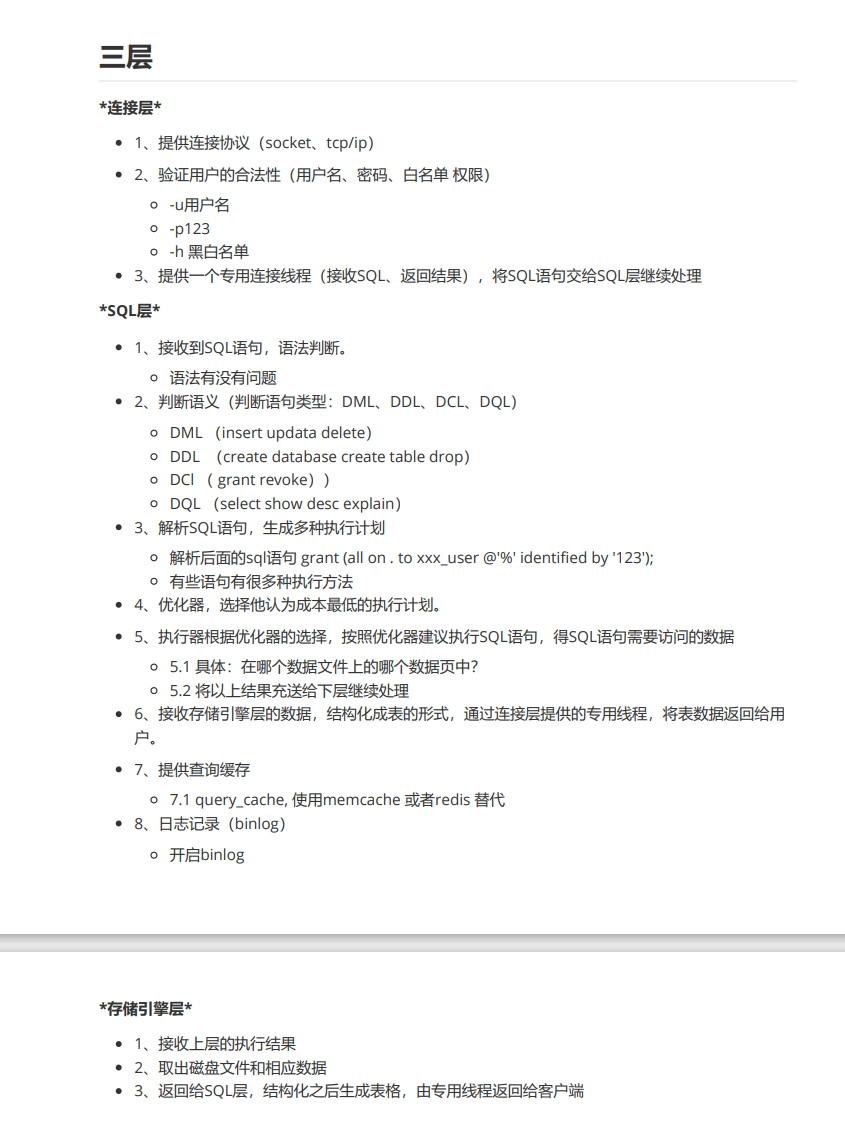 三层
*连接层*
1、提供连接协议（socket、tcp/ip）
2、验证用户的合法性（用户名、密码、白名单 权限）
-u用户名
-p123
-h 黑白名单
3、提供一个专用连接线程（接收SQL、返回结果），将SQL语句交给SQL层继续处理
*SQL层*
1、接收到SQL语句，语法判断。
语法有没有问题
2、判断语义（判断语句类型：DML、DDL、DCL、DQL）
DML （insert updata delete）
DDL （create database create table drop）
DCl （ grant revoke））
DQL （select show desc explain）
3、解析SQL语句，生成多种执行计划
解析后面的sql语句 grant (all on . to xxx_user @'%' identified by '123');
有些语句有很多种执行方法
4、优化器，选择他认为成本最低的执行计划。
5、执行器根据优化器的选择，按照优化器建议执行SQL语句，得SQL语句需要访问的数据
5.1 具体：在哪个数据文件上的哪个数据页中？
5.2 将以上结果充送给下层继续处理
6、接收存储引擎层的数据，结构化成表的形式，通过连接层提供的专用线程，将表数据返回给用
户。
7、提供查询缓存
7.1 query_cache, 使用memcache 或者redis 替代
8、日志记录（binlog）
开启binlog
*存储引擎层*
1、接收上层的执行结果
2、取出磁盘文件和相应数据
3、返回给SQL层，结构化之后生成表格，由专用线程返回给客户端